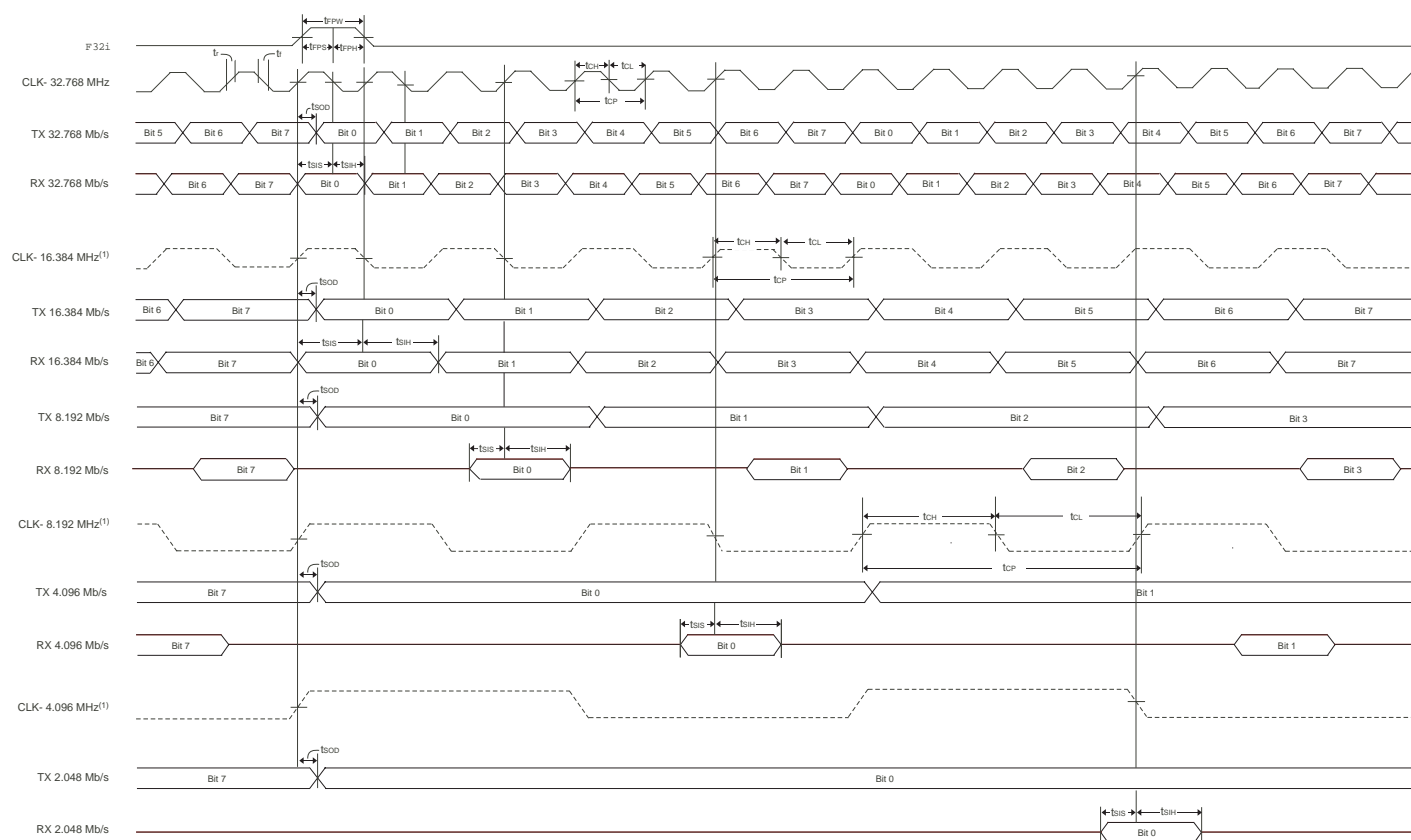 tFPW
F32i
tFPS tFPH
tr tf
CLK- 32.768 MHz
tCH tCL
tCP
tSOD
TX 32.768 Mb/s Bit 5 Bit 6 Bit 7 Bit 0 Bit 1 Bit 2 Bit 3 Bit 4 Bit 5 Bit 6 Bit 7 Bit 0 Bit 1 Bit 2 Bit 3 Bit 4 Bit 5 Bit 6 Bit 7
tSIS tSIH
RX 32.768 Mb/s Bit 6 Bit 7 Bit 0 Bit 1 Bit 2 Bit 3 Bit 4 Bit 5 Bit 6 Bit 7 Bit 0 Bit 1 Bit 2 Bit 3 Bit 4 Bit 5 Bit 6 Bit 7
tCH tCL
CLK- 16.384 MHz(1)
tCP
tSOD
TX 16.384 Mb/s Bit 6 Bit 7 Bit 0 Bit 1 Bit 2 Bit 3 Bit 4 Bit 5 Bit 6 Bit 7
tSIS tSIH
RX 16.384 Mb/s Bit 6 Bit 7 Bit 0 Bit 1 Bit 2 Bit 3 Bit 4 Bit 5 Bit 6 Bit 7
tSOD
TX 8.192 Mb/s Bit 7 Bit 0 Bit 1 Bit 2 Bit 3
tSIS tSIH
RX 8.192 Mb/s Bit 7 Bit 0 Bit 1 Bit 2 Bit 3
tCH tCL
CLK- 8.192 MHz(1)
tCP
tSOD
TX 4.096 Mb/s Bit 7 Bit 0 Bit 1
tSIS tSIH
RX 4.096 Mb/s Bit 7 Bit 0 Bit 1
CLK- 4.096 MHz(1)
tSOD
TX 2.048 Mb/s Bit 7 Bit 0
tSIS tSIH
RX 2.048 Mb/s Bit 0